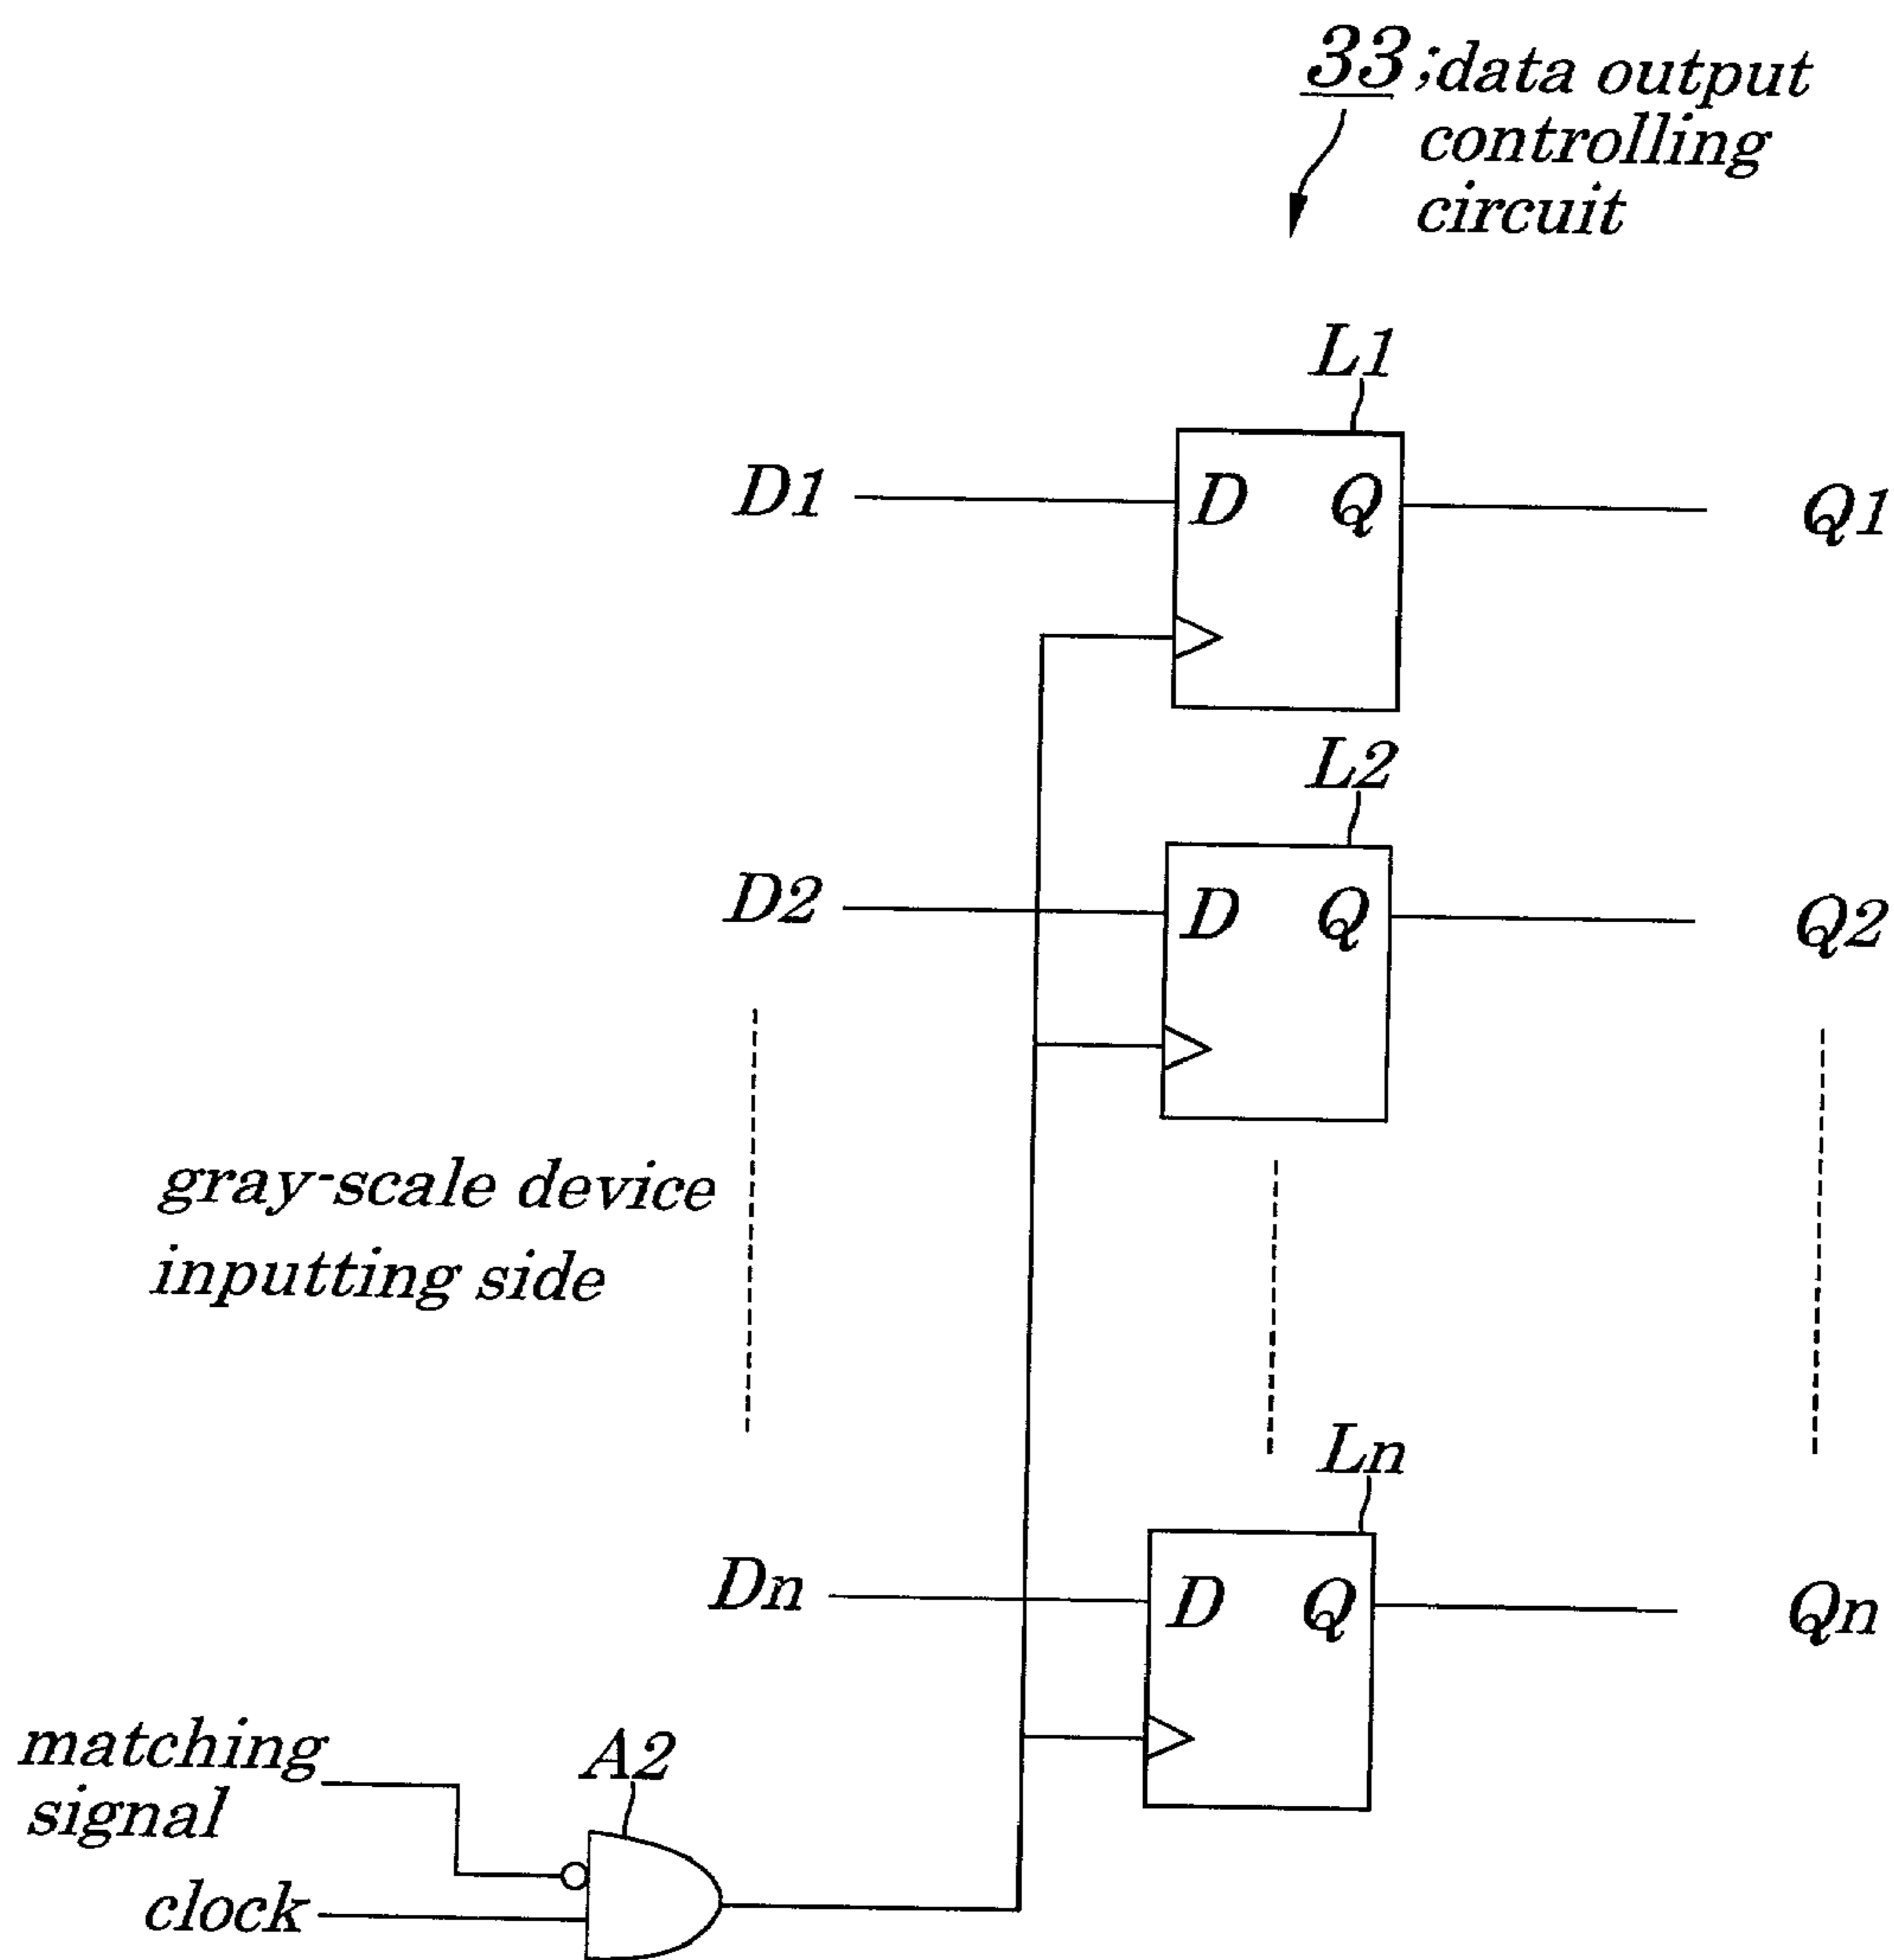 33;data output
controlling
circuit
L1
D1
D Q
Q1
L2
D2
D Q
Q2
gray-scale device
inputting side
Ln
Dn
D Q
Qn
matching
signal
A2
clock